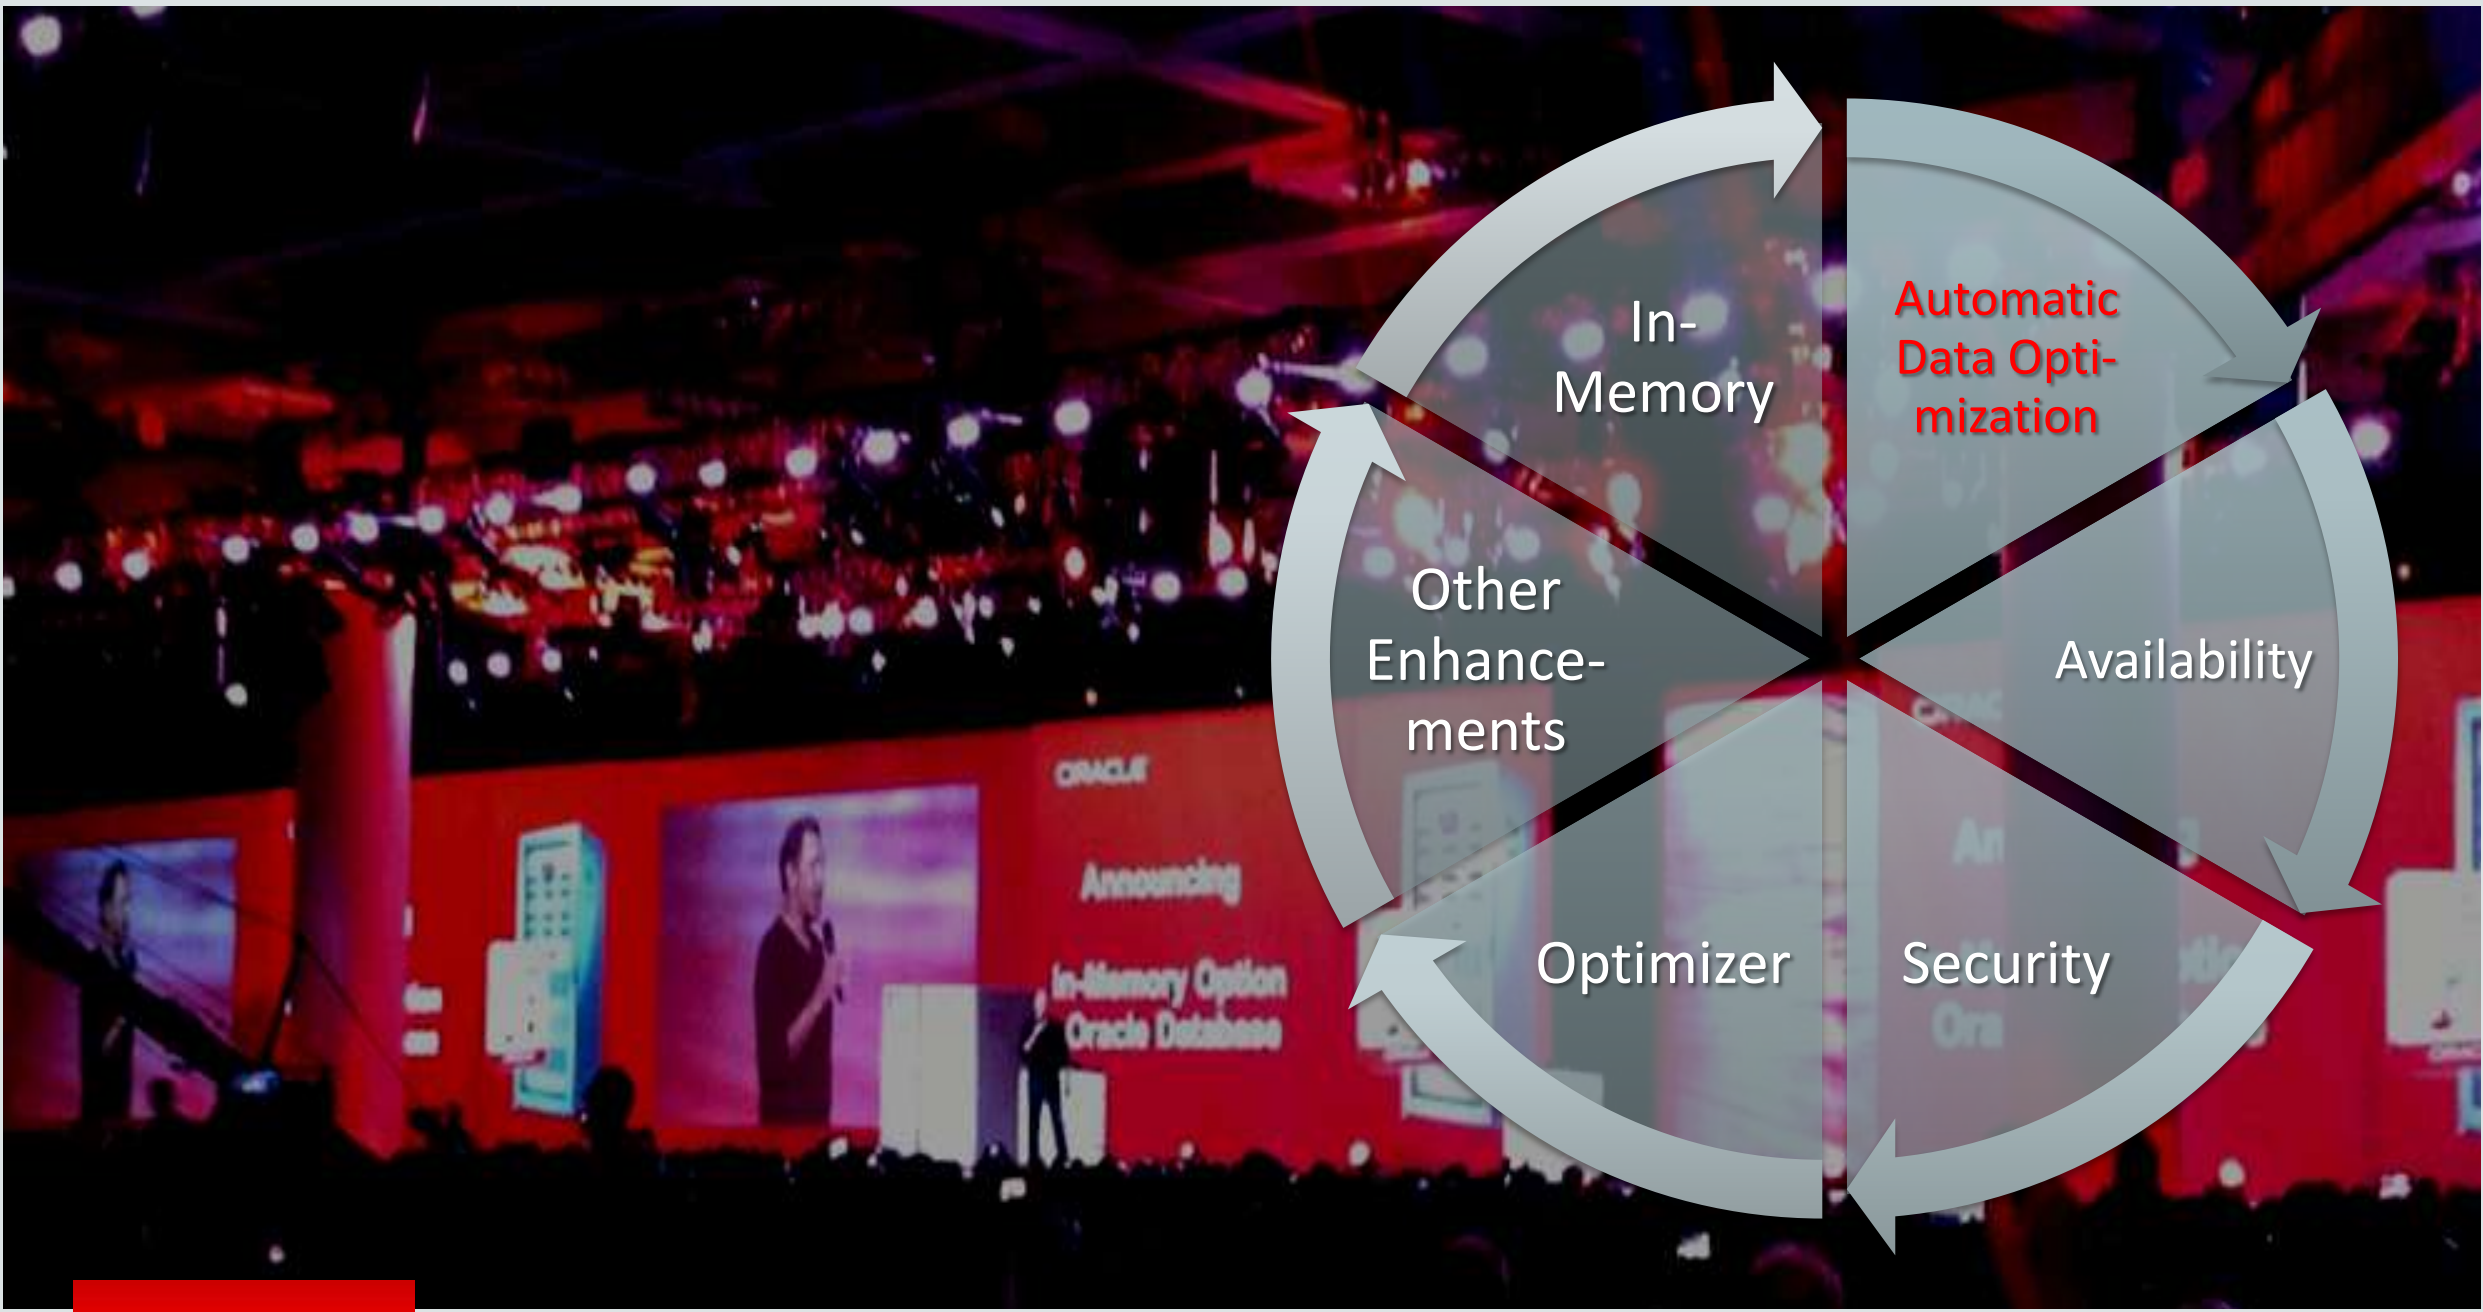 In-
Memory
Automatic
Data Opti-
mization
Other
Enhance-
ments
Availability
Optimizer
Security
ORACLE
Announcing
In-Memory Option
Oracle Database